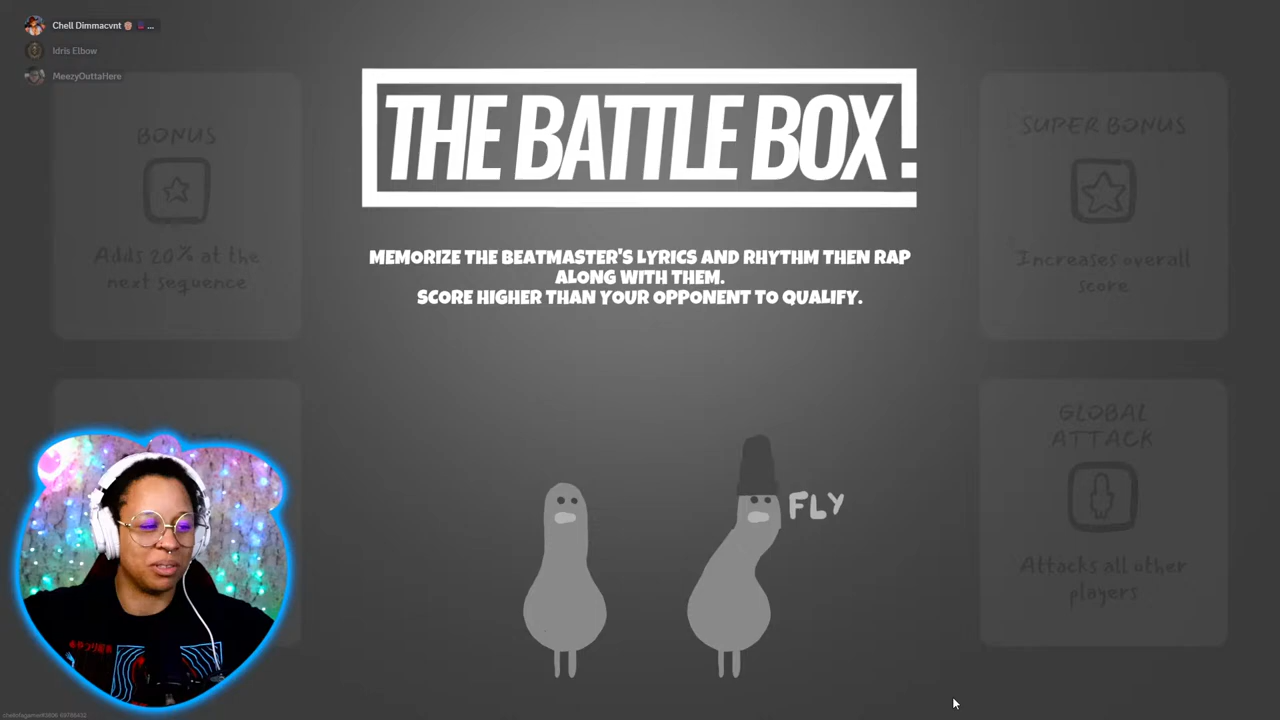 Chell Dimmacvnt ...
Idris Elbow
MeezyOuttaHere
THE BATTLE BOX!
MEMORIZE THE BEATMASTER'S LYRICS AND RHYTHM THEN RAP
ALONG WITH THEM.
SCORE HIGHER THAN YOUR OPPONENT TO QUALIFY.
BONUS
Adds 20% at the
next sequence
SUPER BONUS
Increases overall
score
GLOBAL
ATTACK
Attacks all other
players
FLY